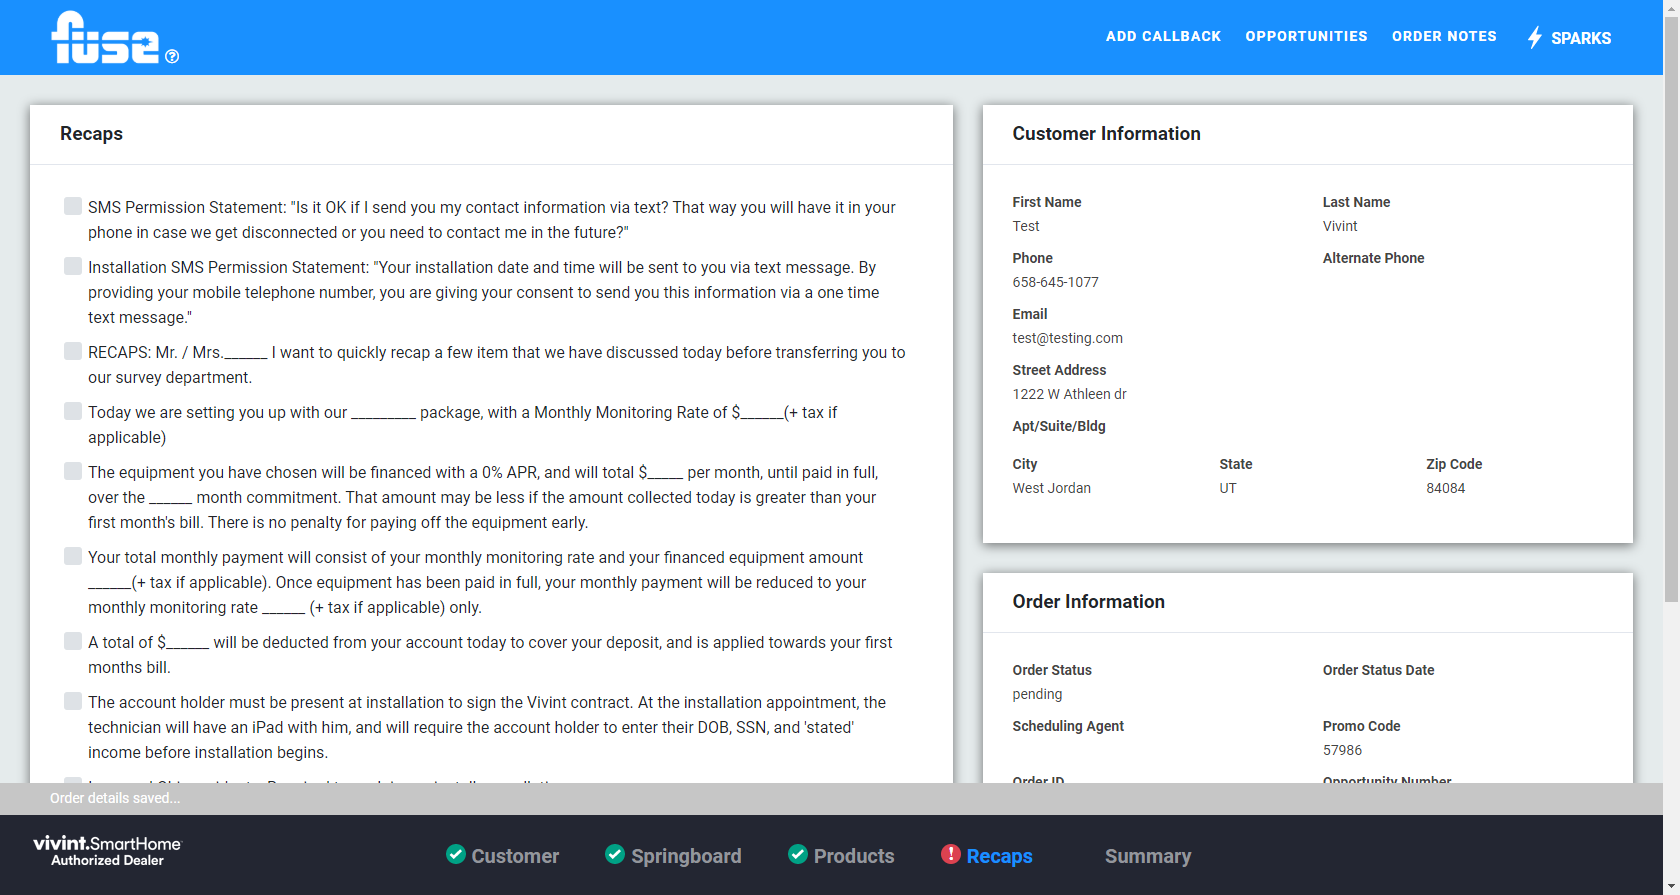 fuse
ADD CALLBACK
OPPORTUNITIES
ORDER NOTES
SPARKS
Recaps
SMS Permission Statement: "Is it OK if I send you my contact information via text? That way you will have it in your
phone in case we get disconnected or you need to contact me in the future?"
Installation SMS Permission Statement: "Your installation date and time will be sent to you via text message. By
providing your mobile telephone number, you are giving your consent to send you this information via a one time
text message."
RECAPS: Mr. / Mrs.______ I want to quickly recap a few item that we have discussed today before transferring you to
our survey department.
Today we are setting you up with our _________ package, with a Monthly Monitoring Rate of $______(+ tax if
applicable)
The equipment you have chosen will be financed with a 0% APR, and will total $_____ per month, until paid in full,
over the ______ month commitment. That amount may be less if the amount collected today is greater than your
first month's bill. There is no penalty for paying off the equipment early.
Your total monthly payment will consist of your monthly monitoring rate and your financed equipment amount
______(+ tax if applicable). Once equipment has been paid in full, your monthly payment will be reduced to your
monthly monitoring rate ______ (+ tax if applicable) only.
A total of $______ will be deducted from your account today to cover your deposit, and is applied towards your first
months bill.
The account holder must be present at installation to sign the Vivint contract. At the installation appointment, the
technician will have an iPad with him, and will require the account holder to enter their DOB, SSN, and 'stated'
income before installation begins.
Customer Information
First Name
Last Name
Test
Vivint
Phone
Alternate Phone
658-645-1077
Email
test@testing.com
Street Address
1222 W Athleen dr
Apt/Suite/Bldg
City
State
Zip Code
West Jordan
UT
84084
Order Information
Order Status
Order Status Date
pending
Scheduling Agent
Promo Code
57986
Order ID
Opportunity Number
Order details saved...
vivint.SmartHome
Authorized Dealer
Customer
Springboard
Products
Recaps
Summary